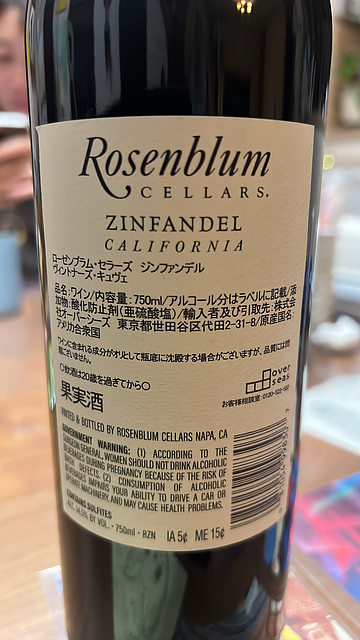 Rosenblum
CELLARS®
ZINFANDEL
CALIFORNIA
ローゼンブラム・セラーズ ジンファンデル
ヴィントナーズ・キュヴェ
品名:ワイン/内容量:750ml/アルコール分はラベルに記載/添
加物:酸化防止剤(亜硫酸塩)/輸入者及び引取先:株式会
社オーバーシーズ 東京都世田谷区代田2-31-8/原産国名:
アメリカ合衆国
ワインに含まれる成分がオリとして瓶底に沈殿する場合がございますが、品質には問
題ございません。
○飲酒は20歳を過ぎてから○
over
seas
果実酒
お客様相談室:0120-522-582
VINTED & BOTTLED BY ROSENBLUM CELLARS NAPA, CA
GOVERNMENT WARNING: (1) ACCORDING TO THE
SURGEON GENERAL, WOMEN SHOULD NOT DRINK ALCOHOLIC
BEVERAGES DURING PREGNANCY BECAUSE OF THE RISK OF
BIRTH DEFECTS. (2) CONSUMPTION OF ALCOHOLIC
BEVERAGES IMPAIRS YOUR ABILITY TO DRIVE A CAR OR
OPERATE MACHINERY, AND MAY CAUSE HEALTH PROBLEMS.
CONTAINS SULFITES
ALC. 14.5% BY VOL. • 750ml • RZN IA 5¢ ME 15¢